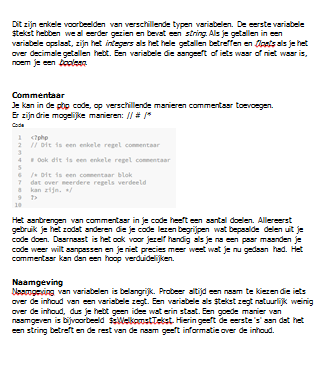 Dit zijn enkele voorbeelden van verschillende typen variabelen. De eerste variabele
$tekst hebben we al eerder gezien en bevat een string. Als je getallen in een
variabele opslaat, zijn het integers als het hele getallen betreffen en floats als je het
over decimale getallen hebt. Een variabele die aangeeft of iets waar of niet waar is,
noem je een boolean.
Commentaar
Je kan in de php code, op verschillende manieren commentaar toevoegen.
Er zijn drie mogelijke manieren: // # /*
Code
1 <?php
2 // Dit is een enkele regel commentaar
3
4 # Ook dit is een enkele regel commentaar
5
6 /* Dit is een commentaar blok
7 dat over meerdere regels verdeeld
8 kan zijn. */
9 ?>
10
Het aanbrengen van commentaar in je code heeft een aantal doelen. Allereerst
gebruik je het zodat anderen die je code lezen begrijpen wat bepaalde delen uit je
code doen. Daarnaast is het ook voor jezelf handig als je na een paar maanden je
code weer wilt aanpassen en je niet precies meer weet wat je nu gedaan had. Het
commentaar kan dan een hoop verduidelijken.
Naamgeving
Naamgeving van variabelen is belangrijk. Probeer altijd een naam te kiezen die iets
over de inhoud van een variabele zegt. Een variabele als $tekst zegt natuurlijk weinig
over de inhoud, dus je hebt geen idee wat erin staat. Een goede manier van
naamgeven is bijvoorbeeld $sWelkomstTekst. Hierin geeft de eerste 's' aan dat het
een string betreft en de rest van de naam geeft informatie over de inhoud.